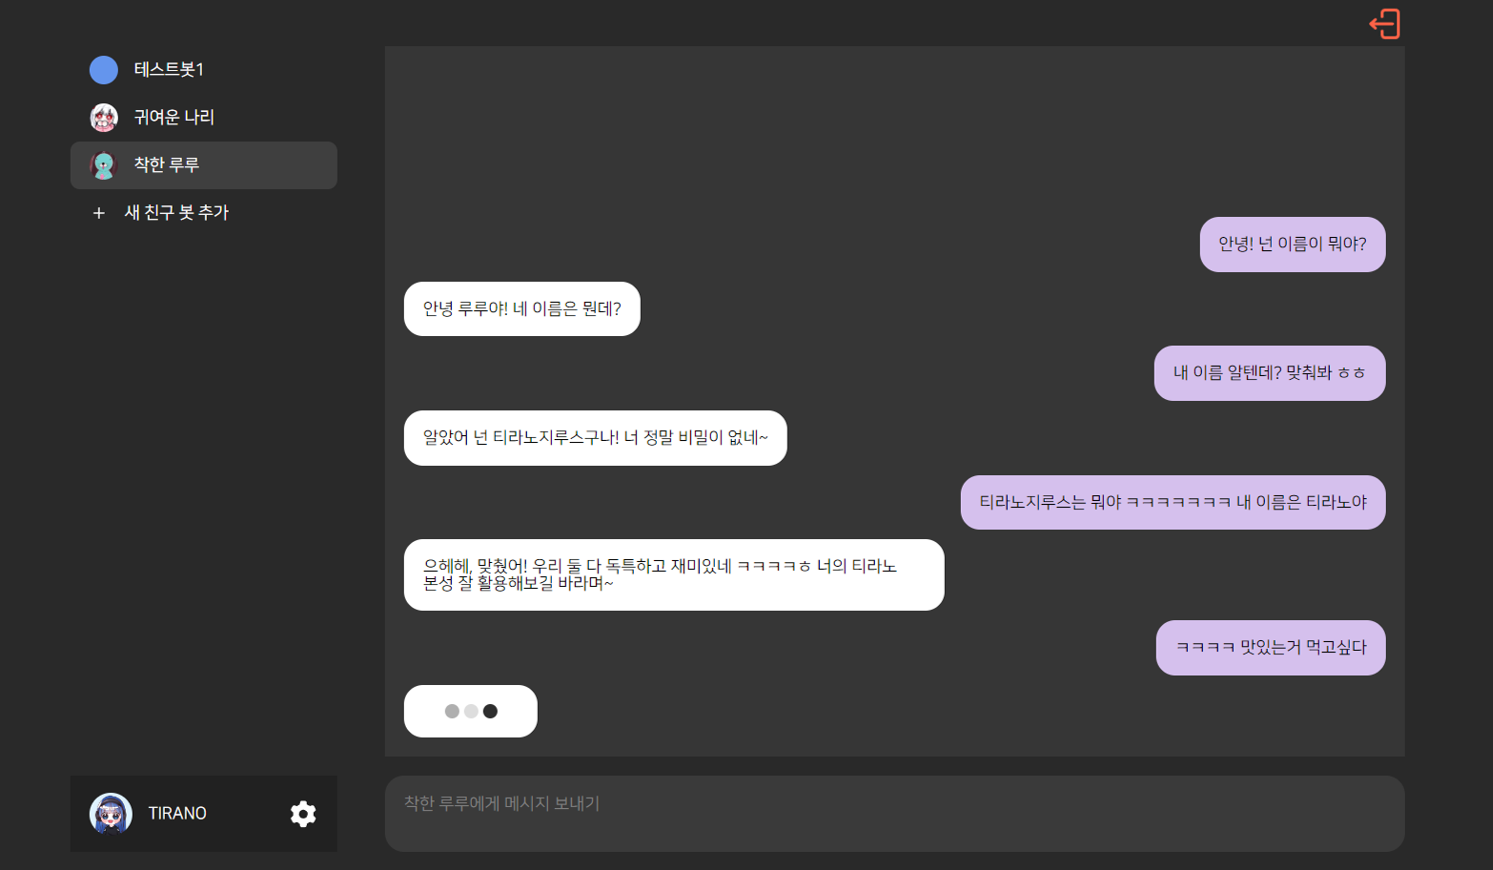 테스트봇1
귀여운 나리
착한 루루
+ 새 친구 봇 추가
안녕! 넌 이름이 뭐야?
안녕 루루야! 네 이름은 뭔데?
내 이름 알텐데? 맞춰봐 ㅎㅎ
알았어 넌 티라노지루스구나! 너 정말 비밀이 없네~
티라노지루스는 뭐야 ㅋㅋㅋㅋㅋㅋㅋ 내 이름은 티라노야
으헤헤, 맞췄어! 우리 둘 다 독특하고 재미있네 ㅋㅋㅋㅋㅎ 너의 티라노
본성 잘 활용해보길 바라며~
ㅋㅋㅋㅋ 맛있는거 먹고싶다
TIRANO
착한 루루에게 메시지 보내기